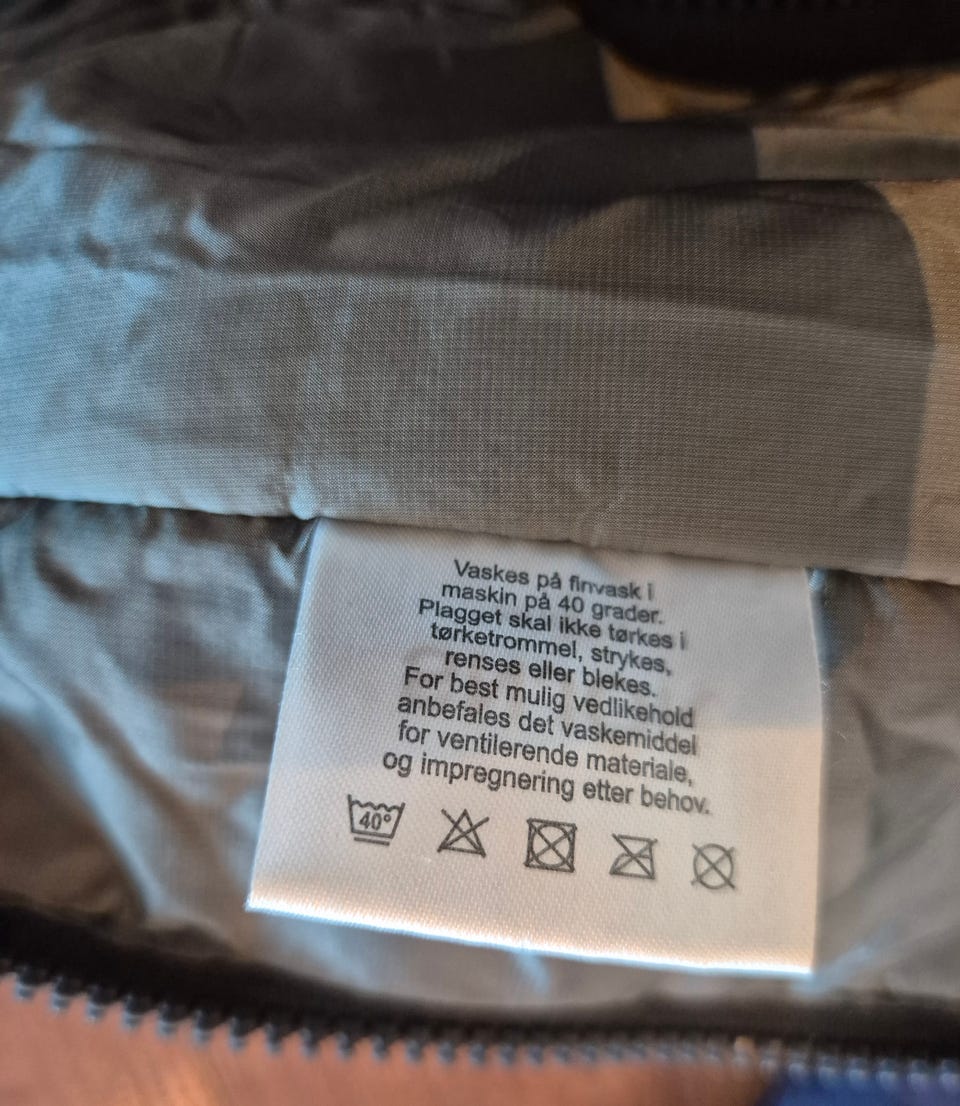 Vaskes på finvask i
maskin på 40 grader.
Plagget skal ikke tørkes i
tørketrommel, strykes,
renses eller blekes.
For best mulig vedlikehold
anbefales det vaskemiddel
for ventilerende materiale,
og impregnering etter behov.
40°